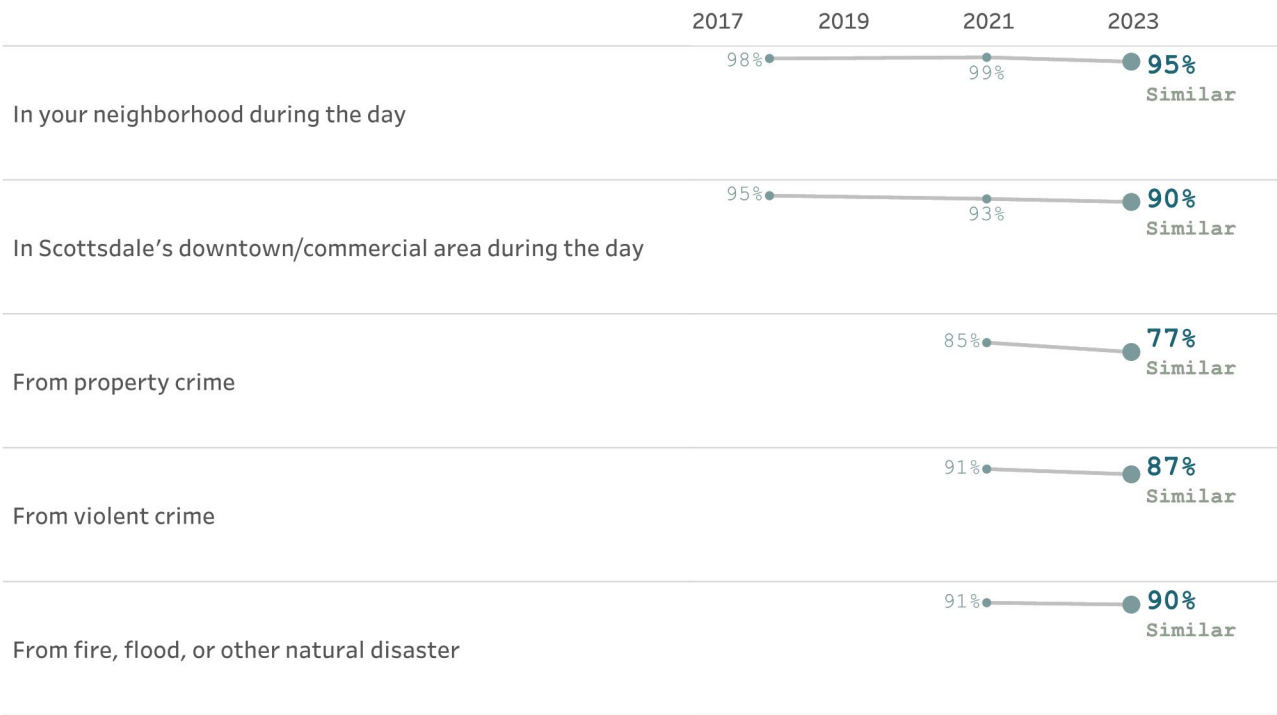 2017 2019 2021 2023
98% 99% 95%
Similar
In your neighborhood during the day
95% 93% 90%
Similar
In Scottsdale’s downtown/commercial area during the day
85% 77%
Similar
From property crime
91% 87%
Similar
From violent crime
91% 90%
Similar
From fire, flood, or other natural disaster